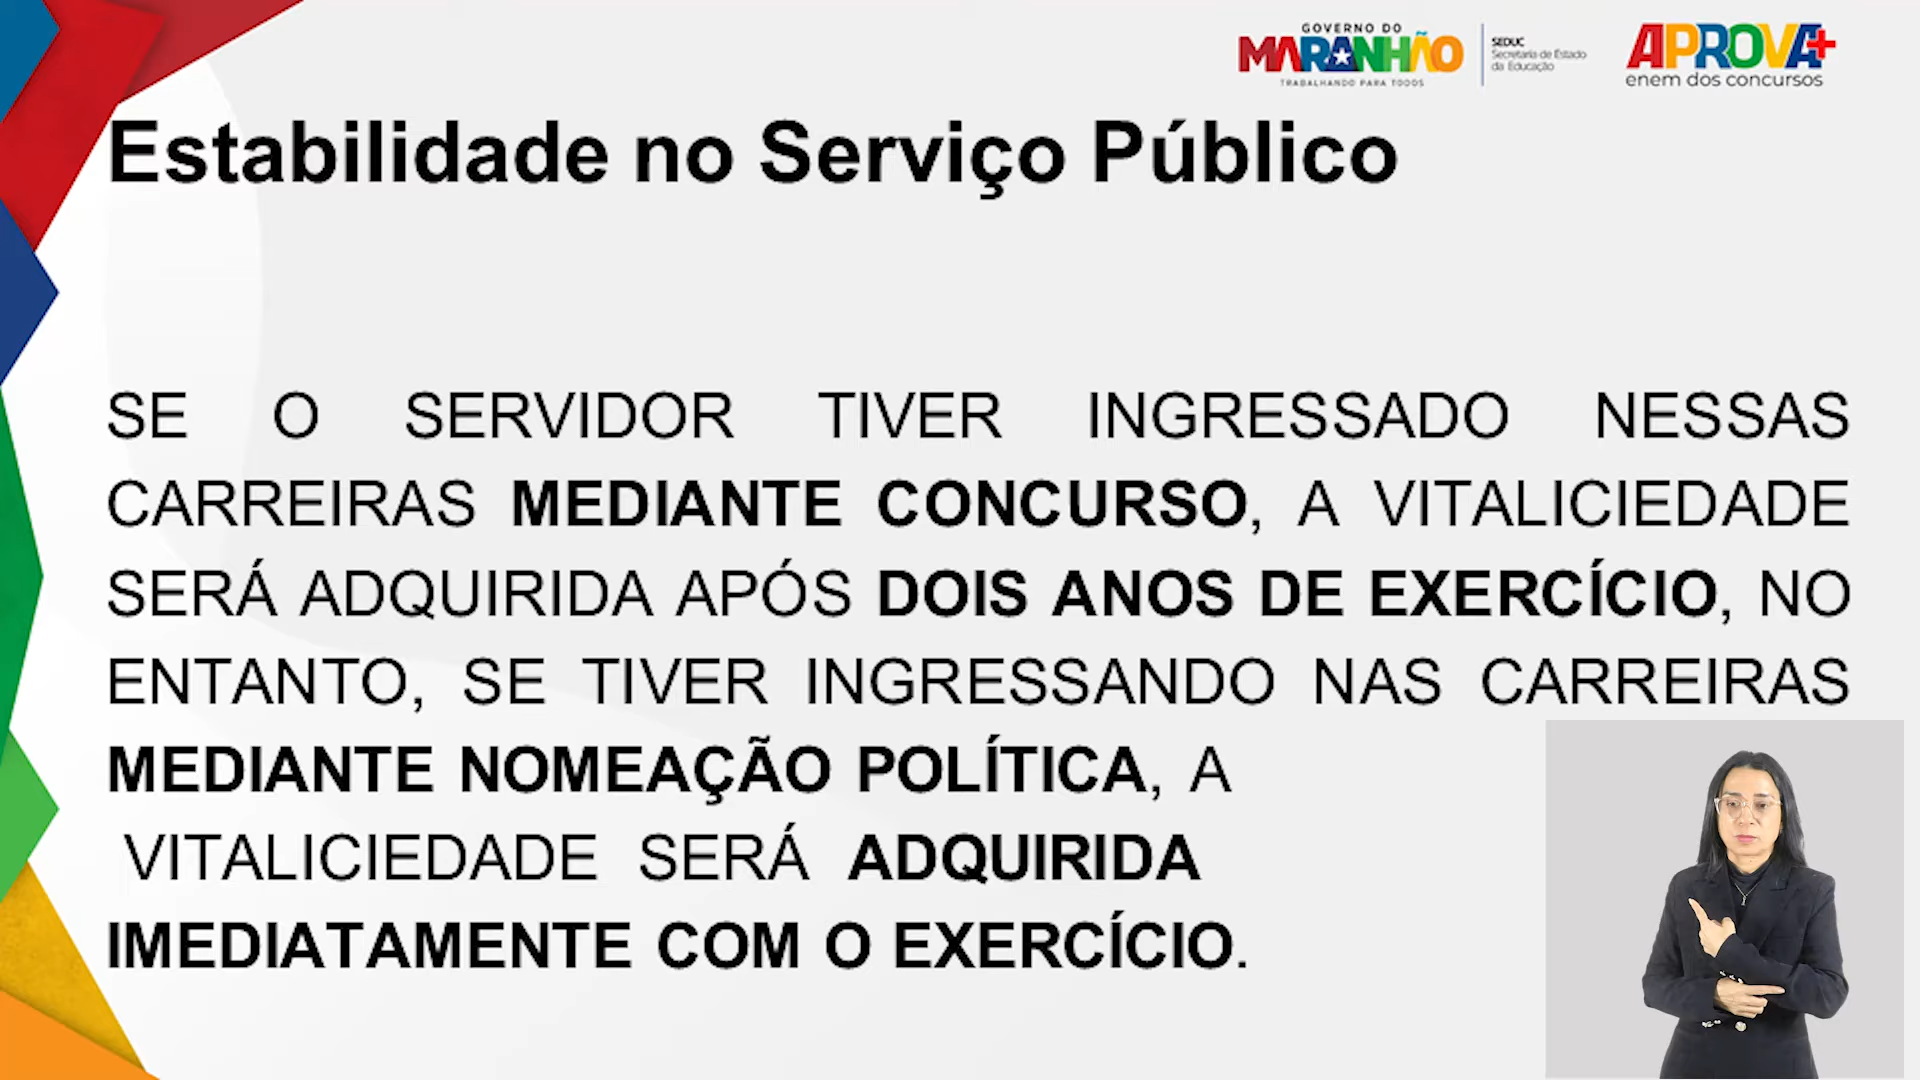 GOVERNO DO
MARANHÃO
TRABALHANDO PARA TODOS
SEDUC
Secretaria de Estado
da Educação
APROVA+
enem dos concursos
Estabilidade no Serviço Público
SE O SERVIDOR TIVER INGRESSADO NESSAS
CARREIRAS MEDIANTE CONCURSO, A VITALICIEDADE
SERÁ ADQUIRIDA APÓS DOIS ANOS DE EXERCÍCIO, NO
ENTANTO, SE TIVER INGRESSANDO NAS CARREIRAS
MEDIANTE NOMEAÇÃO POLÍTICA, A
VITALICIEDADE SERÁ ADQUIRIDA
IMEDIATAMENTE COM O EXERCÍCIO.